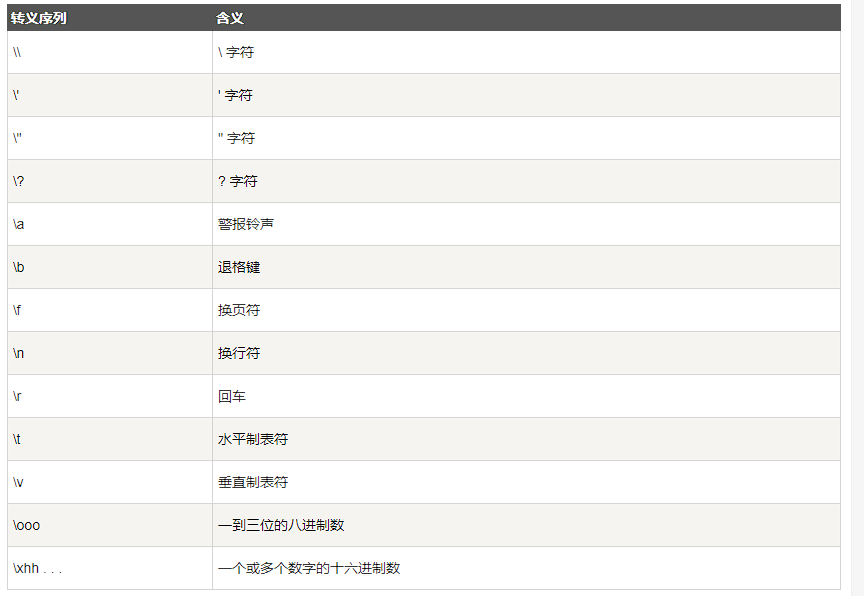 转义序列 含义
\\ \ 字符
\' ' 字符
\" " 字符
\? ? 字符
\a 警报铃声
\b 退格键
\f 换页符
\n 换行符
\r 回车
\t 水平制表符
\v 垂直制表符
\ooo 一到三位的八进制数
\xhh . . . 一个或多个数字的十六进制数